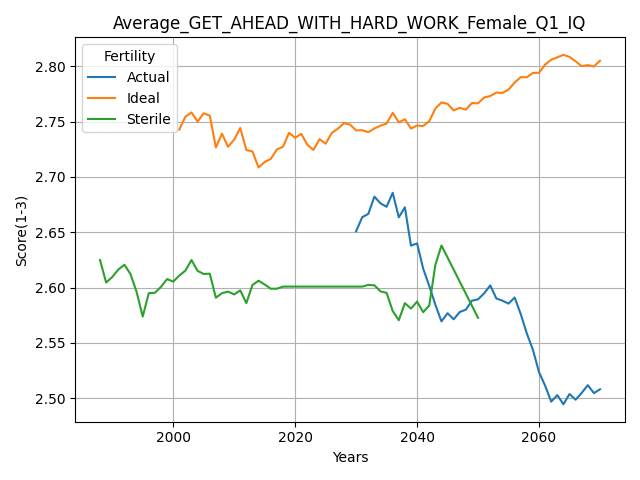 Average_GET_AHEAD_WITH_HARD_WORK_Female_Q1_IQ
Fertility
Actual
Ideal
Sterile
Score(1-3)
2.80
2.75
2.70
2.65
2.60
2.55
2.50
2000
2020
2040
2060
Years